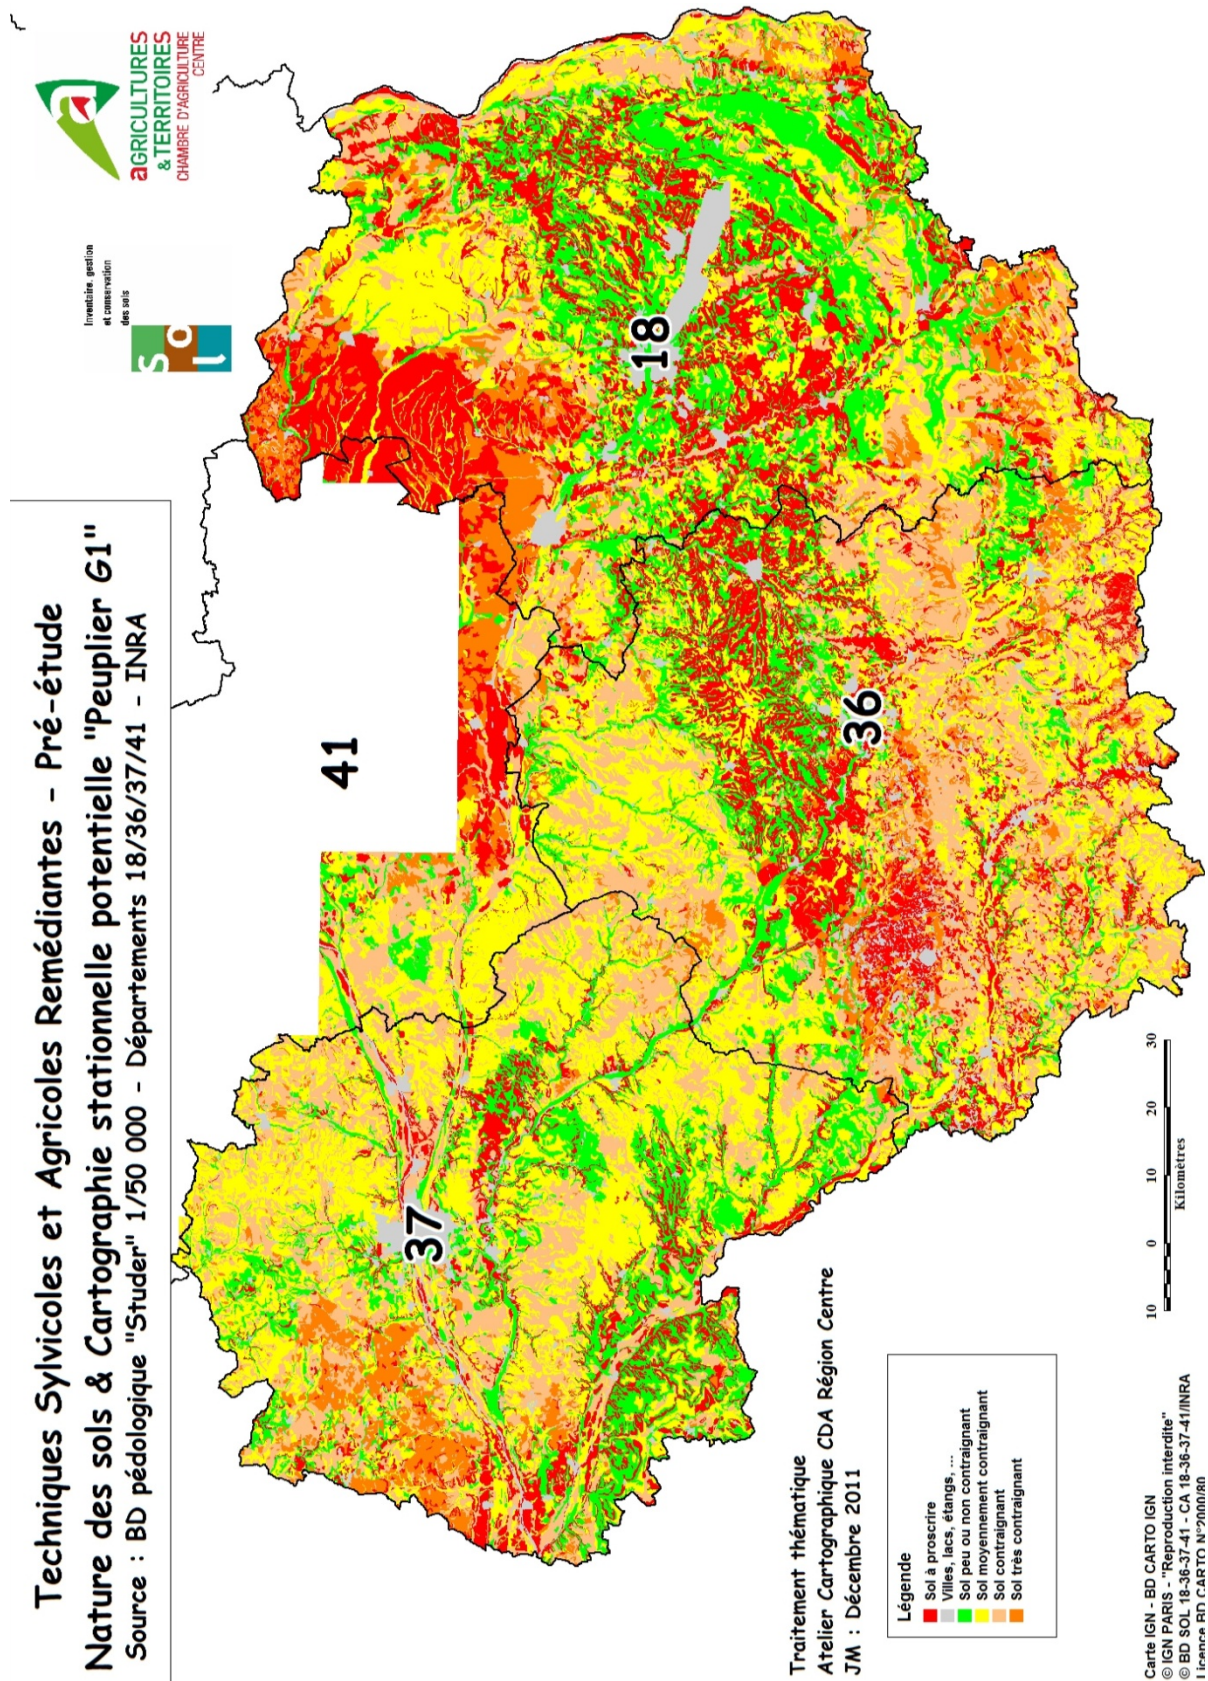 Techniques Sylvicoles et Agricoles Remédiantes - Pré-étude
Nature des sols & Cartographie stationnelle potentielle "Peuplier G1"
Source : BD pédologique "Studer" 1/50 000 - Départements 18/36/37/41 - INRA
Inventaire, gestion
et conservation
des sols
S
o
l
a
aGRICULTURES
& TERRITOIRES
CHAMBRE D'AGRICULTURE
CENTRE
41
37
18
36
Traitement thématique
Atelier Cartographique CDA Région Centre
JM : Décembre 2011
Légende
Sol à proscrire
Villes, lacs, étangs, ...
Sol peu ou non contraignant
Sol moyennement contraignant
Sol contraignant
Sol très contraignant
10 0 10 20 30
Kilomètres
Carte IGN - BD CARTO IGN
© IGN PARIS - "Reproduction interdite"
© BD SOL 18-36-37-41 - CA 18-36-37-41/INRA
Licence BD CARTO N°2000/80